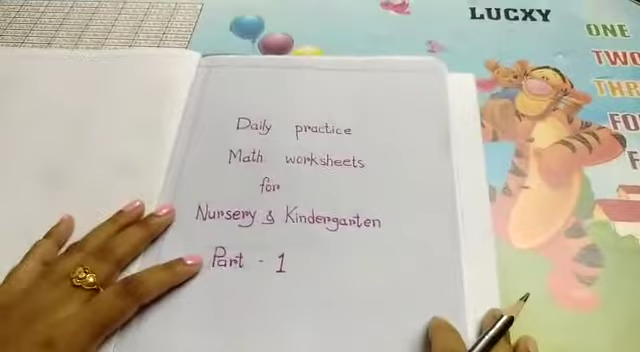 LUCXY
ONE
TWO
THR
FO
F
Daily practice
Math worksheets
for
Nursery & Kindergarten
Part - 1